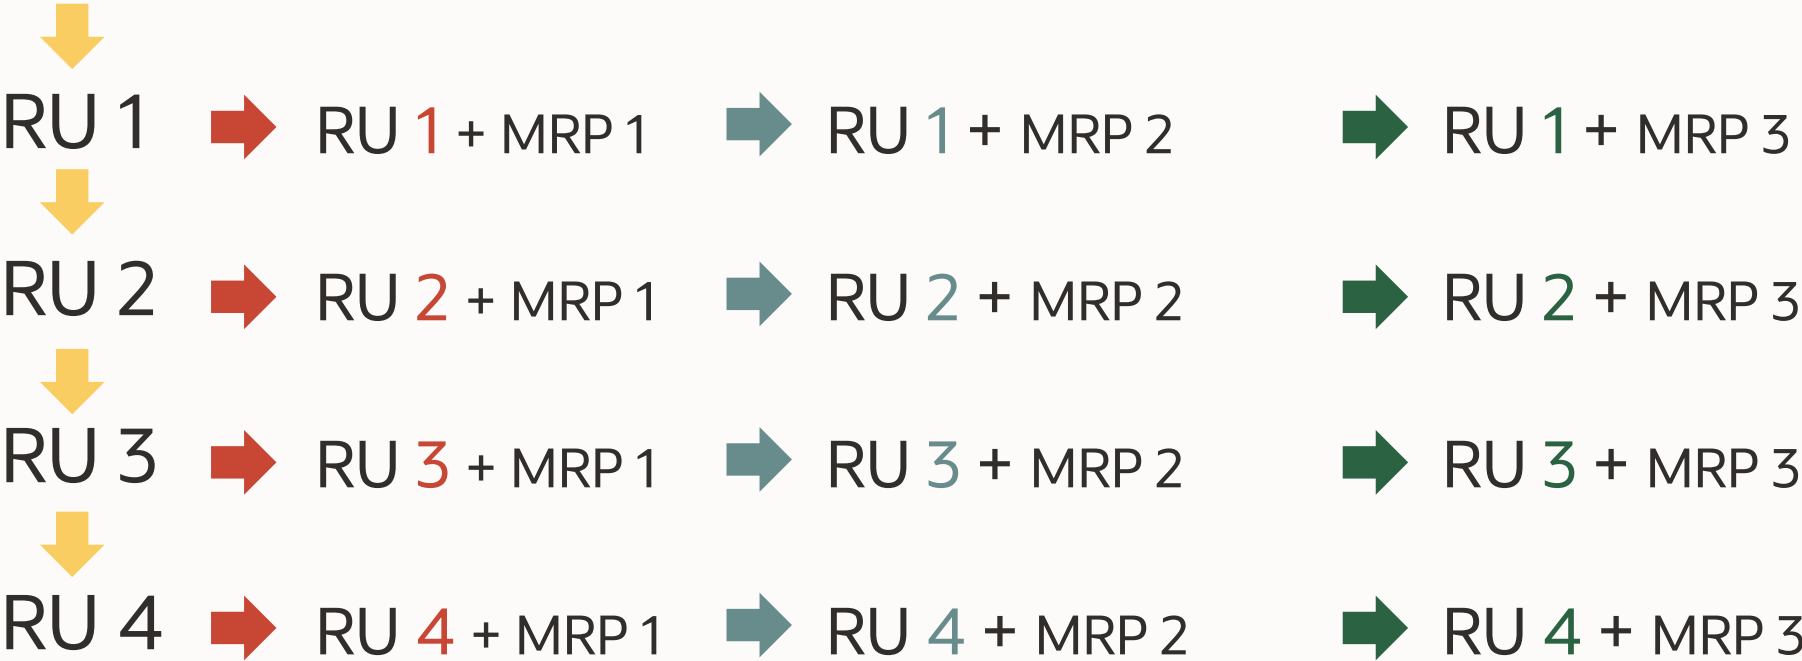 RU 1 RU 1 + MRP 1 RU 1 + MRP 2 RU 1 + MRP 3
RU 2 RU 2 + MRP 1 RU 2 + MRP 2 RU 2 + MRP 3
RU 3 RU 3 + MRP 1 RU 3 + MRP 2 RU 3 + MRP 3
RU 4 RU 4 + MRP 1 RU 4 + MRP 2 RU 4 + MRP 3